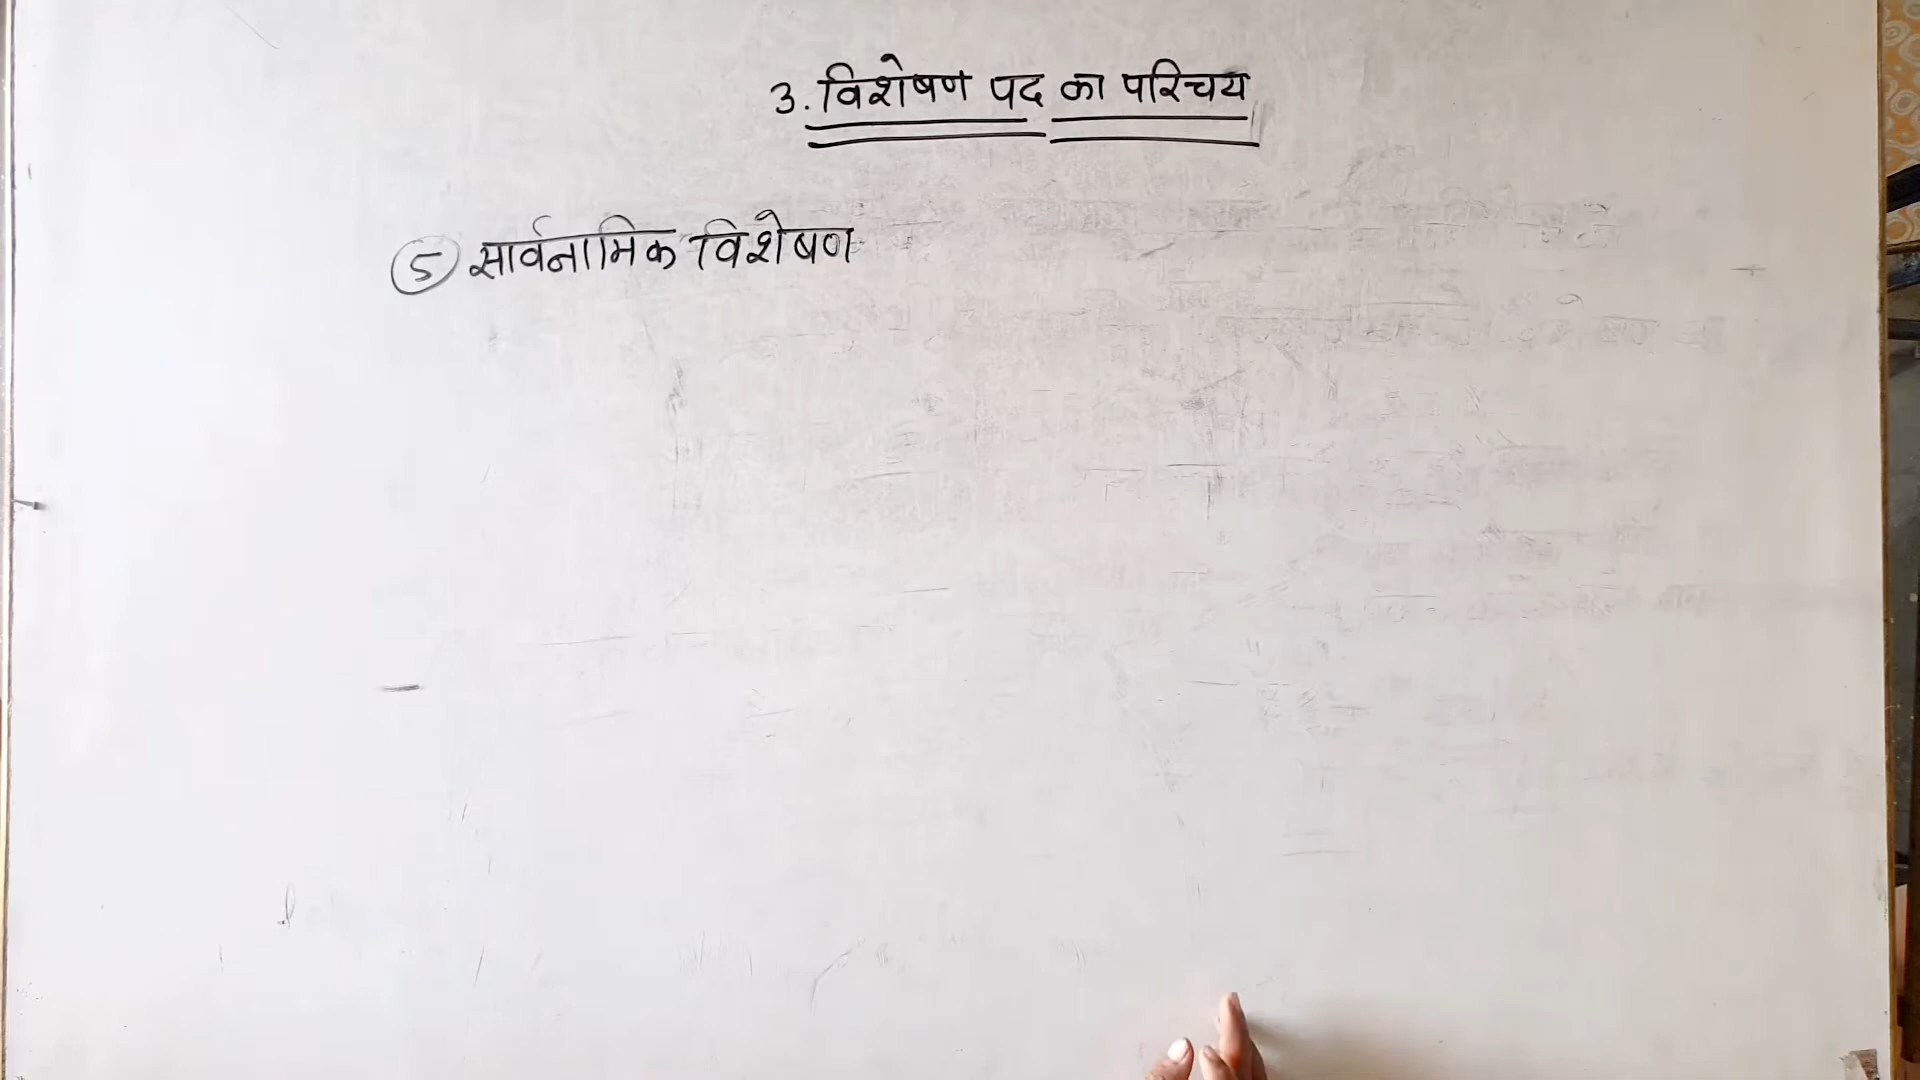 3. विशेषण पद का परिचय
5 सार्वनामिक विशेषण